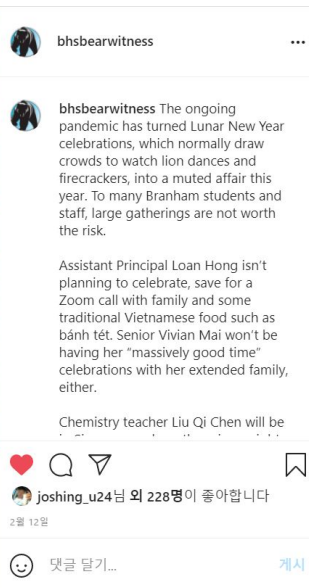 bhsbearwitness
bhsbearwitness The ongoing
pandemic has turned Lunar New Year
celebrations, which normally draw
crowds to watch lion dances and
firecrackers, into a muted affair this
year. To many Branham students and
staff, large gatherings are not worth
the risk.
Assistant Principal Loan Hong isn't
planning to celebrate, save for a
Zoom call with family and some
traditional Vietnamese food such as
bánh tét. Senior Vivian Mai won't be
having her “massively good time”
celebrations with her extended family,
either.
Chemistry teacher Liu Qi Chen will be
joshing_u24님 외 228명이 좋아합니다
2월 12일
댓글 달기...
게시